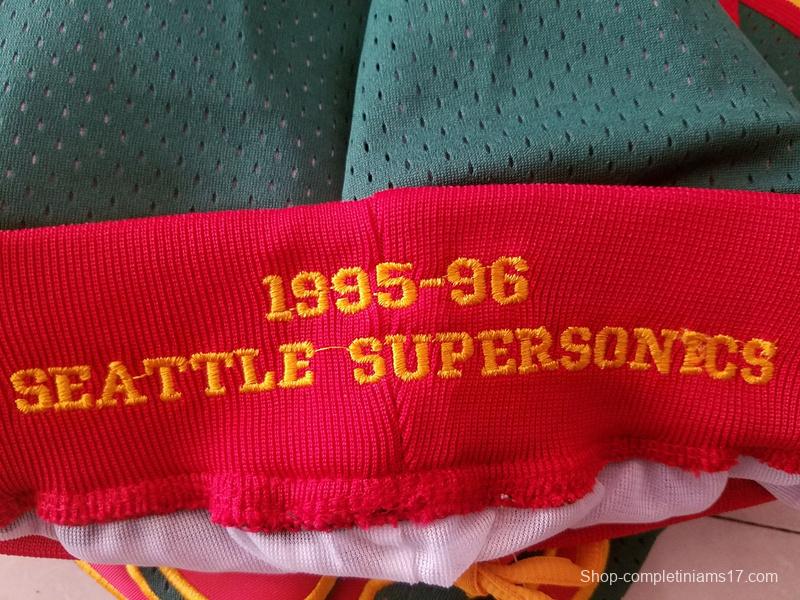 1995-96
SEATTLE SUPERSONICS
Shop-completiniams17.com